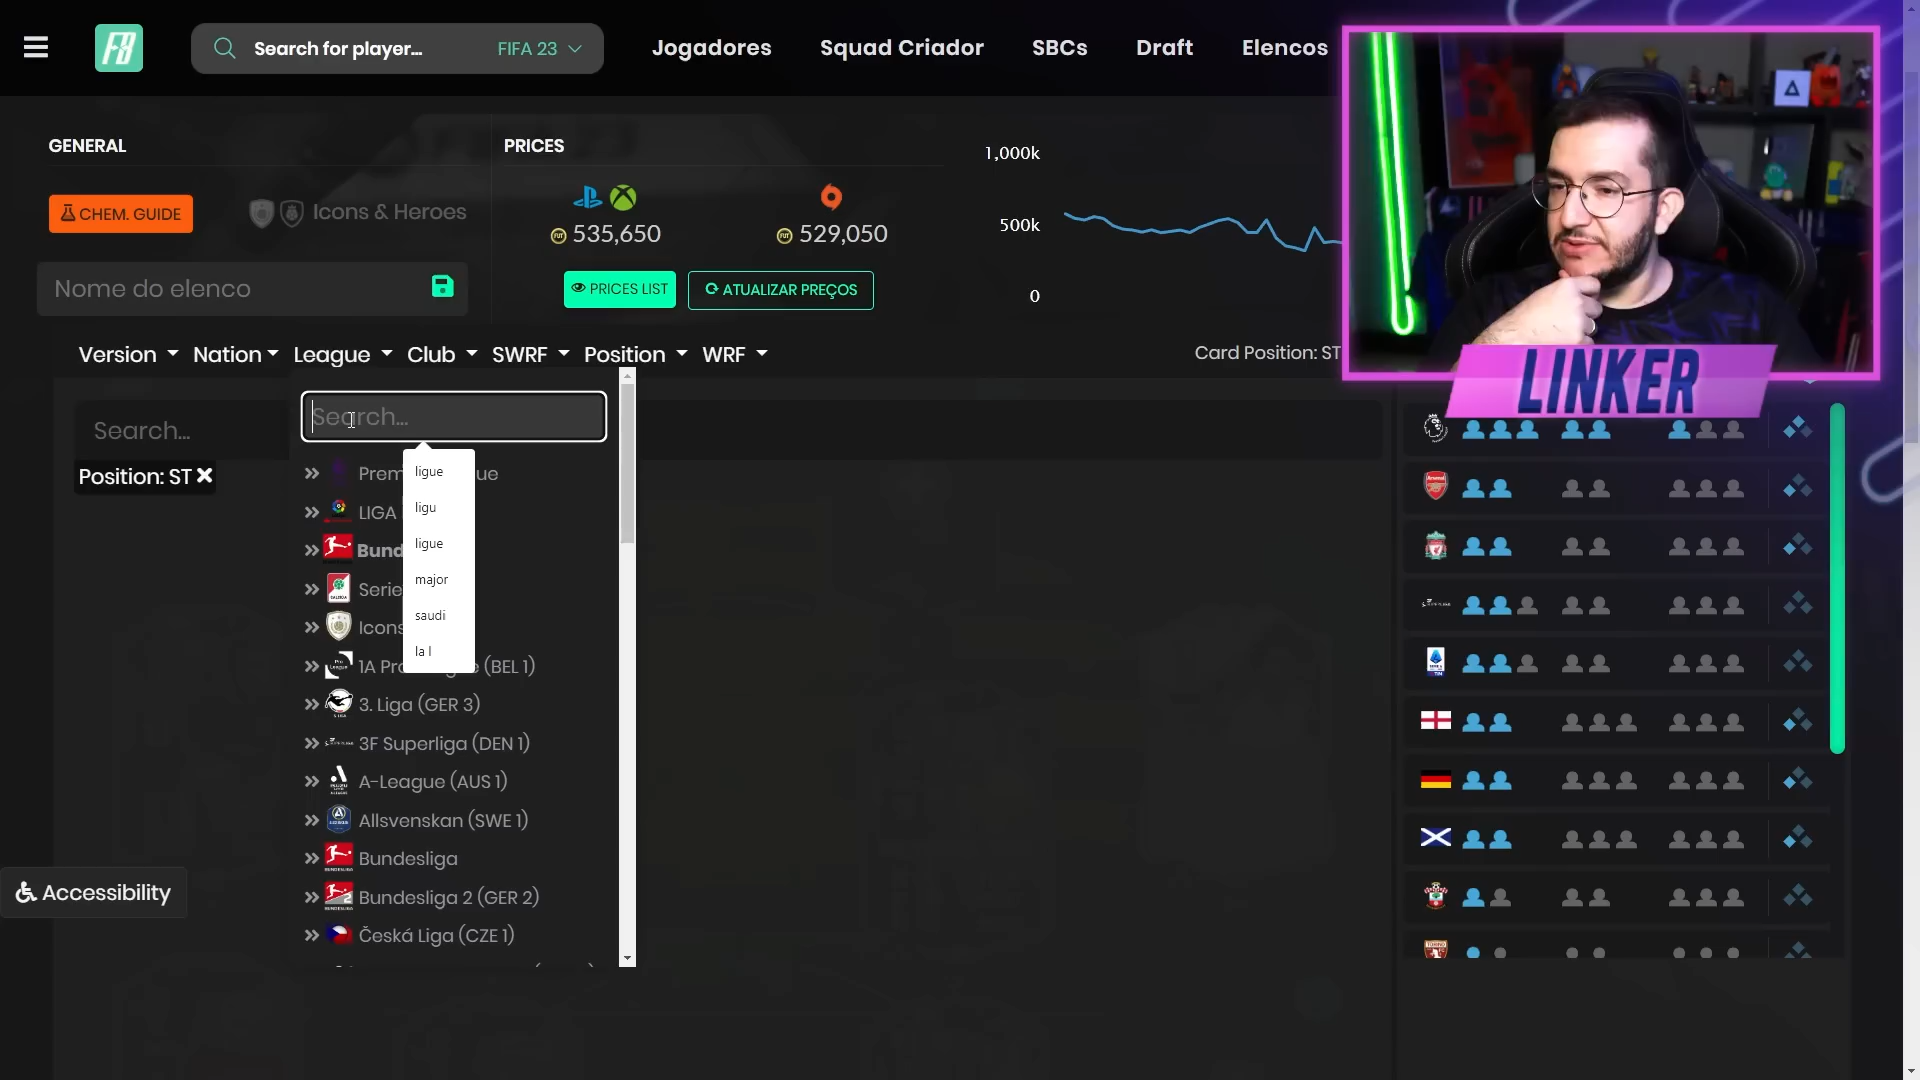 Search for player...
FIFA 23
Jogadores
Squad Criador
SBCs
Draft
Elencos
GENERAL
PRICES
CHEM. GUIDE
Icons & Heroes
535,650
529,050
Nome do elenco
PRICES LIST
ATUALIZAR PREÇOS
1,000k
500k
0
Version
Nation
League
Club
SWRF
Position
WRF
Card Position: ST
LINKER
Search...
Position: ST
Search...
ligue
ligu
ligue
major
saudi
la l
LIGA
Bund
Serie
Icons
(BEL 1)
3. Liga (GER 3)
3F Superliga (DEN 1)
A-League (AUS 1)
Allsvenskan (SWE 1)
Bundesliga
Bundesliga 2 (GER 2)
Česká Liga (CZE 1)
Accessibility